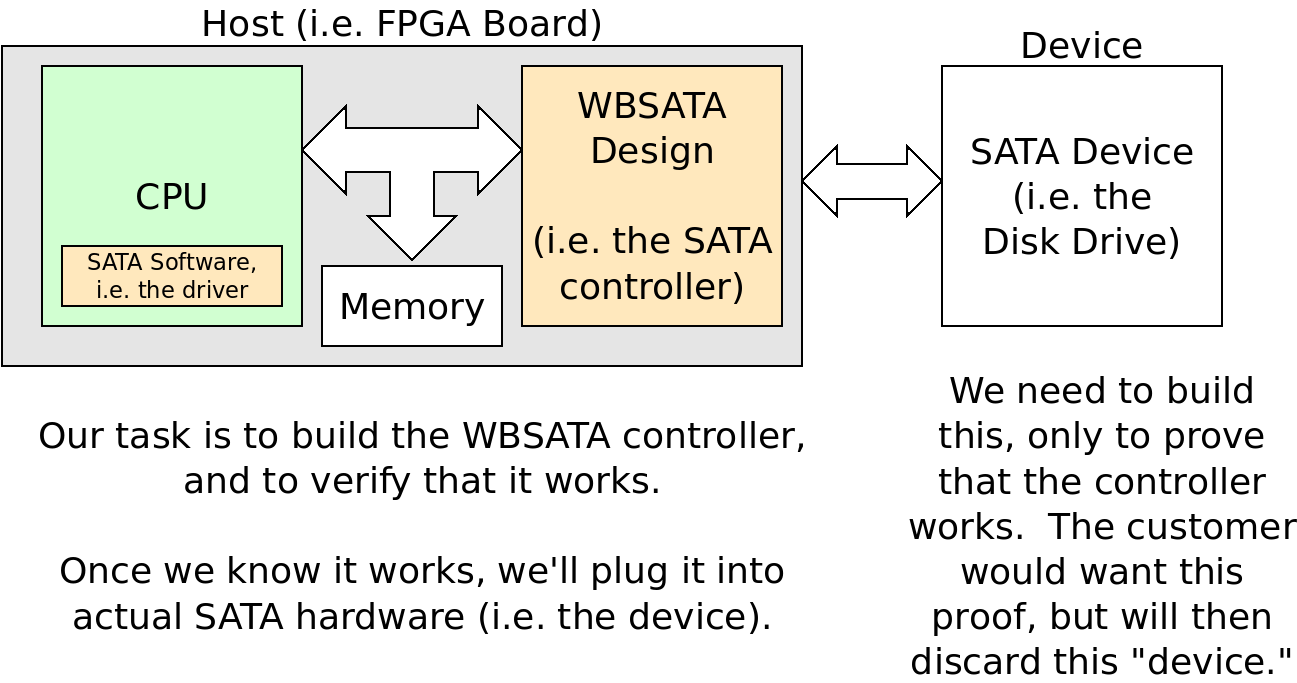 Host (i.e. FPGA Board)
CPU
SATA Software,
i.e. the driver
Memory
WBSATA
Design
(i.e. the SATA
controller)
Device
SATA Device
(i.e. the
Disk Drive)
Our task is to build the WBSATA controller,
and to verify that it works.
Once we know it works, we'll plug it into
actual SATA hardware (i.e. the device).
We need to build
this, only to prove
that the controller
works.  The customer
would want this
proof, but will then
discard this "device."